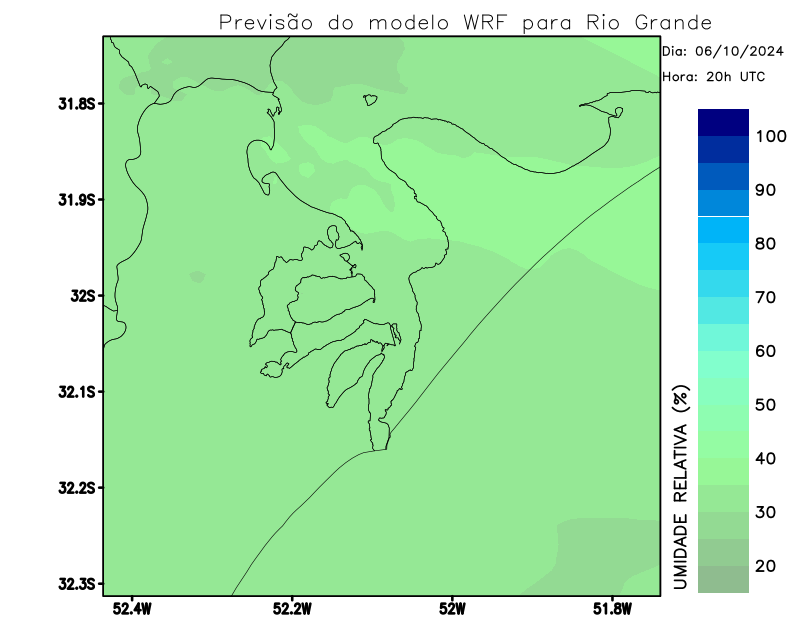 Previsão do modelo WRF para Rio Grande
Dia: 06/10/2024
Hora: 20h UTC
31.8S
31.9S
32S
32.1S
32.2S
32.3S
52.4W
52.2W
52W
51.8W
100
90
80
70
60
50
40
30
20
UMIDADE RELATIVA (%)